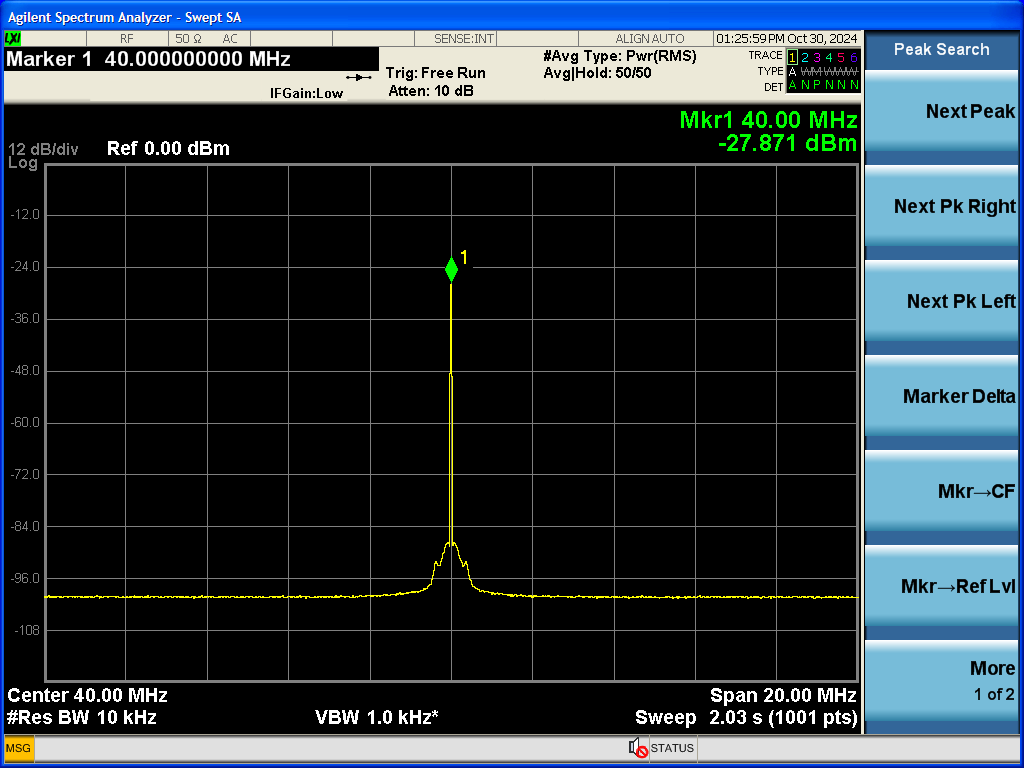 Agilent Spectrum Analyzer - Swept SA
LXI RF 50 Ω AC SENSE:INT ALIGN AUTO 01:25:59 PM Oct 30, 2024
Marker 1 40.000000000 MHz
IFGain:Low
Trig: Free Run
Atten: 10 dB
#Avg Type: Pwr(RMS)
Avg|Hold: 50/50
TRACE 1 2 3 4 5 6
TYPE A WMWWWW
DET A N P N N N
Mkr1 40.00 MHz
-27.871 dBm
12 dB/div Ref 0.00 dBm
Log
1
-12.0
-24.0
-36.0
-48.0
-60.0
-72.0
-84.0
-96.0
-108
Center 40.00 MHz Span 20.00 MHz
#Res BW 10 kHz VBW 1.0 kHz* Sweep 2.03 s (1001 pts)
MSG STATUS
Peak Search
Next Peak
Next Pk Right
Next Pk Left
Marker Delta
Mkr→CF
Mkr→Ref Lvl
More
1 of 2